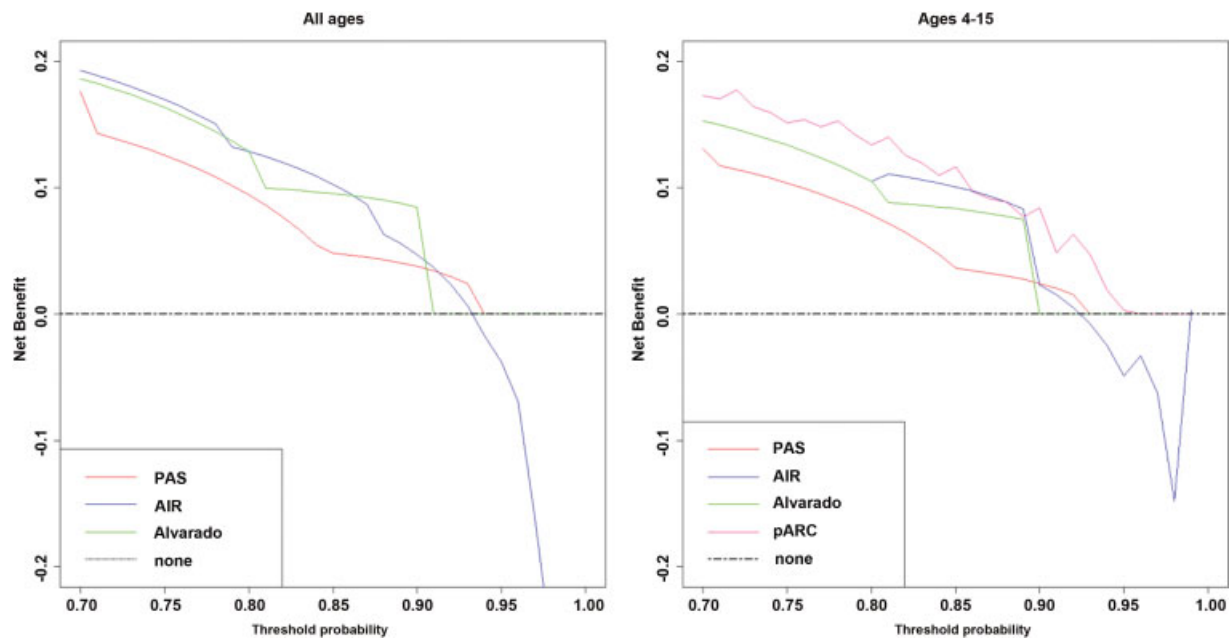 All ages
Net Benefit
0.2
0.1
0.0
-0.1
-0.2
PAS
AIR
Alvarado
none
0.70 0.75 0.80 0.85 0.90 0.95 1.00
Threshold probability
Ages 4-15
Net Benefit
0.2
0.1
0.0
-0.1
-0.2
PAS
AIR
Alvarado
pARC
none
0.70 0.75 0.80 0.85 0.90 0.95 1.00
Threshold probability